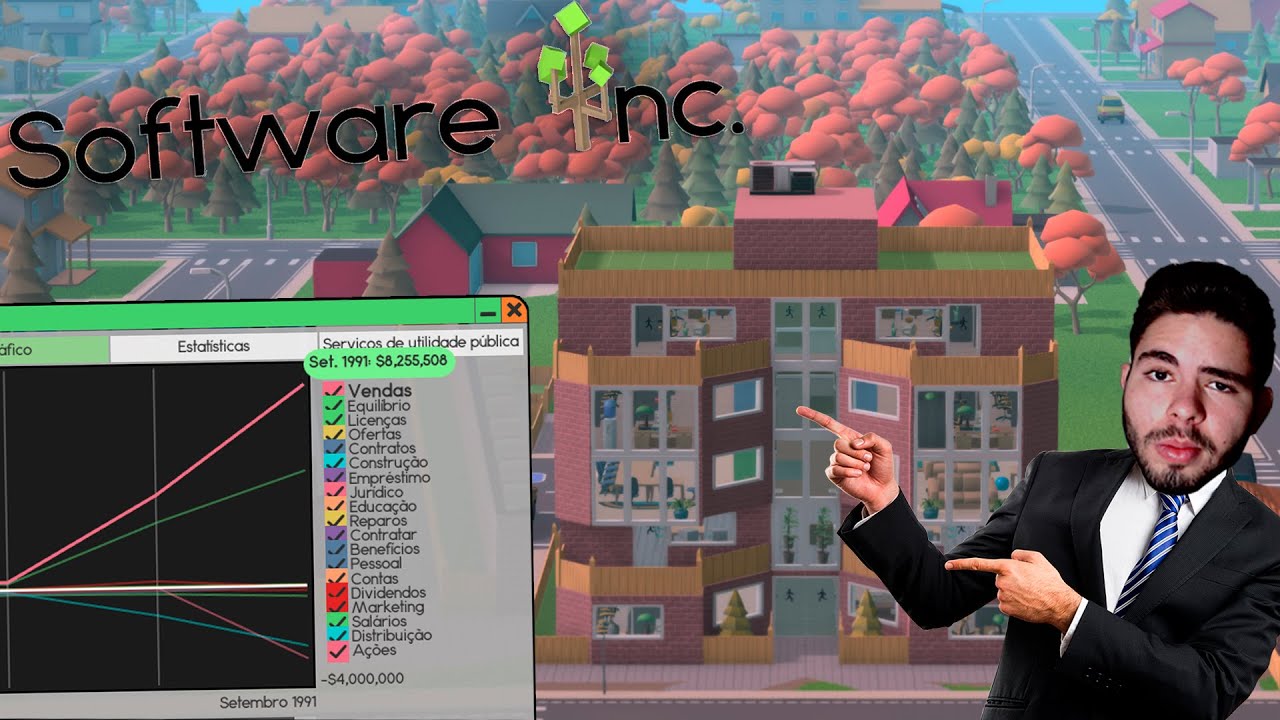 Software Inc.
áfico
Estatísticas
Serviços de utilidade pública
Set. 1991: $8,255,508
Vendas
Equilíbrio
Licenças
Ofertas
Contratos
Construção
Empréstimo
Jurídico
Educação
Reparos
Contratar
Benefícios
Pessoal
Contas
Dividendos
Marketing
Salários
Distribuição
Ações
-$4,000,000
Setembro 1991